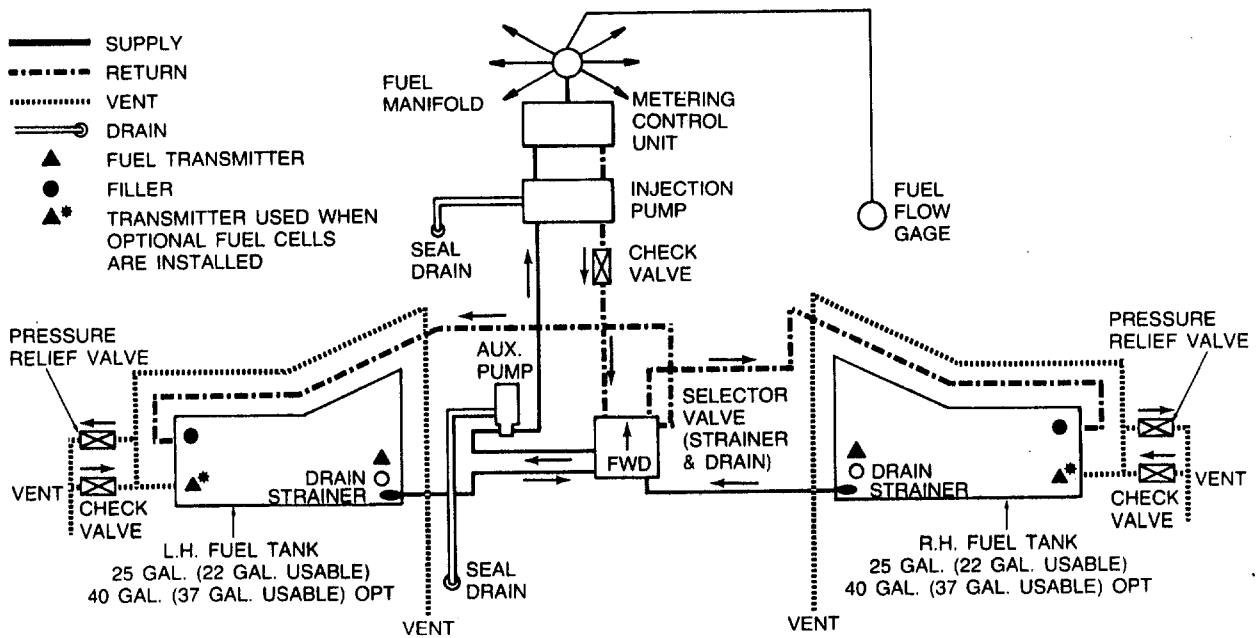 SUPPLY
RETURN
VENT
DRAIN
FUEL TRANSMITTER
FILLER
* TRANSMITTER USED WHEN
OPTIONAL FUEL CELLS
ARE INSTALLED
FUEL
MANIFOLD
METERING
CONTROL
UNIT
INJECTION
PUMP
FUEL
FLOW
GAGE
SEAL
DRAIN
CHECK
VALVE
PRESSURE
RELIEF VALVE
AUX.
PUMP
SELECTOR
VALVE
(STRAINER
& DRAIN)
FWD
PRESSURE
RELIEF VALVE
VENT
CHECK
VALVE
*
DRAIN
STRAINER
DRAIN
STRAINER
*
CHECK
VALVE
VENT
L.H. FUEL TANK
25 GAL. (22 GAL. USABLE)
40 GAL. (37 GAL. USABLE) OPT
SEAL
DRAIN
R.H. FUEL TANK
25 GAL. (22 GAL. USABLE)
40 GAL. (37 GAL. USABLE) OPT
VENT
VENT